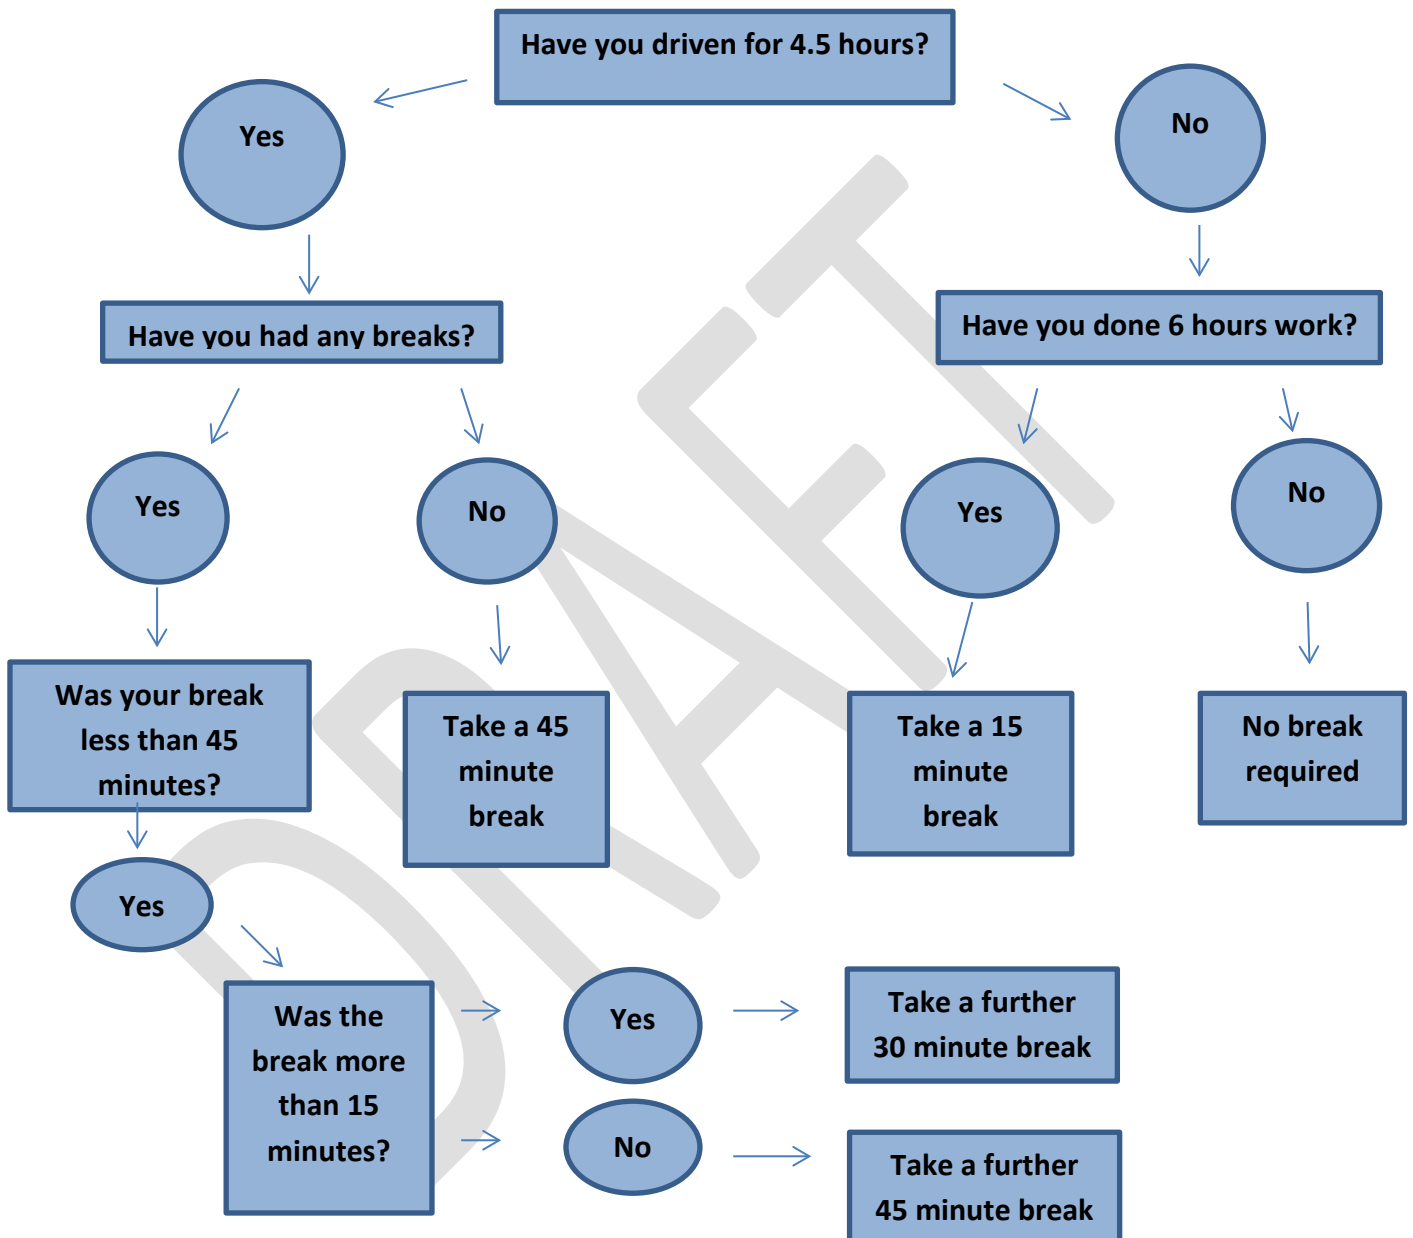 Have you driven for 4.5 hours?
Yes
No
Have you had any breaks?
Have you done 6 hours work?
Yes
No
Yes
No
Was your break
less than 45
minutes?
Take a 45
minute
break
Take a 15
minute
break
No break
required
Yes
Was the
break more
than 15
minutes?
Yes
Take a further
30 minute break
No
Take a further
45 minute break
DRAFT